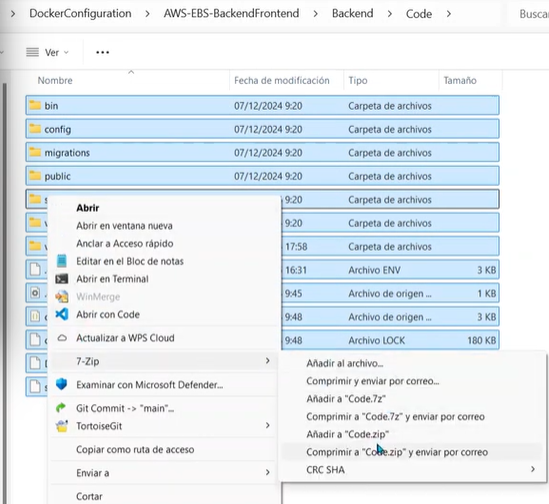 DockerConfiguration > AWS-EBS-BackendFrontend > Backend > Code > Busca
Ver
Nombre Fecha de modificación Tipo Tamaño
bin 07/12/2024 9:20 Carpeta de archivos
config 07/12/2024 9:20 Carpeta de archivos
migrations 07/12/2024 9:20 Carpeta de archivos
public 07/12/2024 9:20 Carpeta de archivos
9:20 Carpeta de archivos
9:20 Carpeta de archivos
17:58 Carpeta de archivos
16:31 Archivo ENV 3 KB
9:45 Archivo de origen ... 1 KB
9:48 Archivo de origen ... 3 KB
9:48 Archivo LOCK 180 KB
Abrir
Abrir en ventana nueva
Anclar a Acceso rápido
Editar en el Bloc de notas
Abrir en Terminal
WinMerge
Abrir con Code
Actualizar a WPS Cloud
7-Zip
Examinar con Microsoft Defender...
Git Commit -> "main"...
TortoiseGit
Copiar como ruta de acceso
Enviar a
Cortar
Añadir al archivo...
Comprimir y enviar por correo...
Añadir a "Code.7z"
Comprimir a "Code.7z" y enviar por correo
Añadir a "Code.zip"
Comprimir a "Code.zip" y enviar por correo
CRC SHA